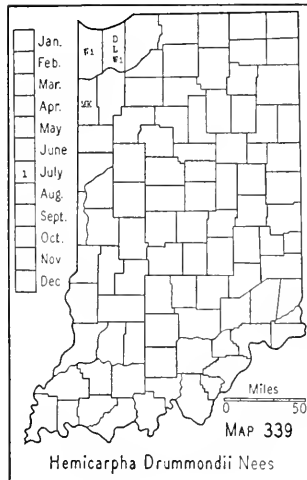 Jan.
Feb.
Mar.
Apr.
May
June
1 July
Aug.
Sept.
Oct.
Nov
Dec
D
L
Miles
0 50
MAP 339
Hemicarpha Drummondii Nees